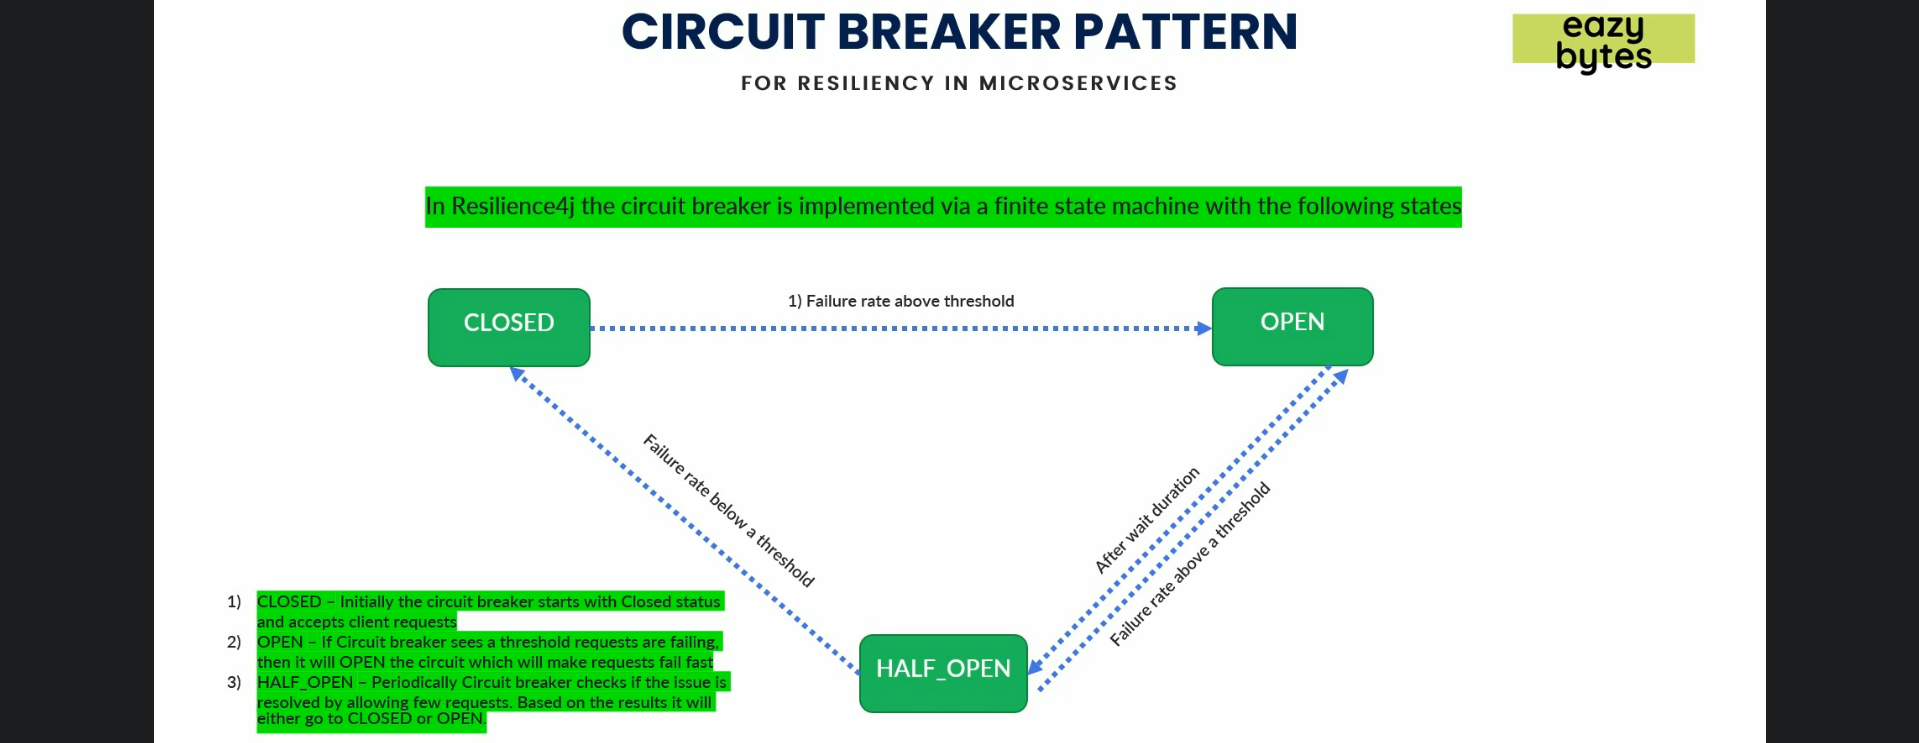 CIRCUIT BREAKER PATTERN
eazy
bytes
FOR RESILIENCY IN MICROSERVICES
In Resilience4j the circuit breaker is implemented via a finite state machine with the following states
CLOSED
1) Failure rate above threshold
OPEN
Failure rate below a threshold
After wait duration
Failure rate above a threshold
HALF_OPEN
1) CLOSED – Initially the circuit breaker starts with Closed status
and accepts client requests
2) OPEN – If Circuit breaker sees a threshold requests are failing,
then it will OPEN the circuit which will make requests fail fast
3) HALF_OPEN – Periodically Circuit breaker checks if the issue is
resolved by allowing few requests. Based on the results it will
either go to CLOSED or OPEN.